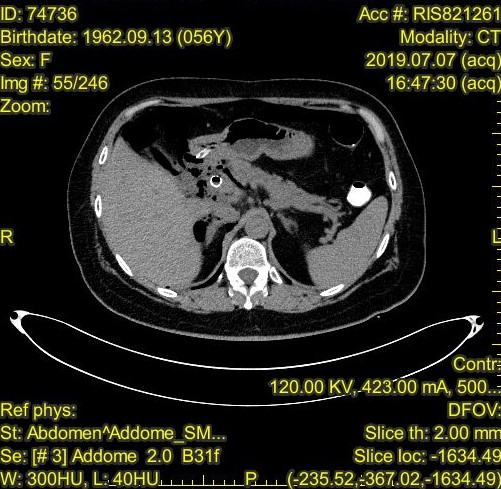 ID: 74736
Acc #: RIS821261
Birthdate: 1962.09.13 (056Y)
Modality: CT
Sex: F
2019.07.07 (acq)
Img #: 55/246
16:47:30 (acq)
Zoom:
R
L
Contr:
120.00 KV, 423.00 mA, 500...
Ref phys:
DFOV:
St: Abdomen^Addome_SM...
Slice th: 2.00 mm
Se: [# 3] Addome 2.0 B31f
Slice loc: -1634.49
W: 300HU, L: 40HU
P
(-235.52,-367.02,-1634.49)